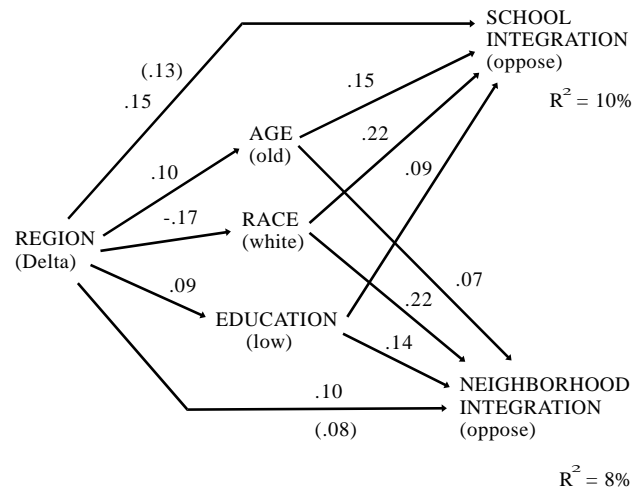 SCHOOL
INTEGRATION
(oppose)
R² = 10%
(.13)
.15
.15
AGE
(old)
.22
.10
.09
-.17
RACE
(white)
REGION
(Delta)
.09
.07
.22
EDUCATION
(low)
.14
NEIGHBORHOOD
INTEGRATION
(oppose)
.10
(.08)
R² = 8%